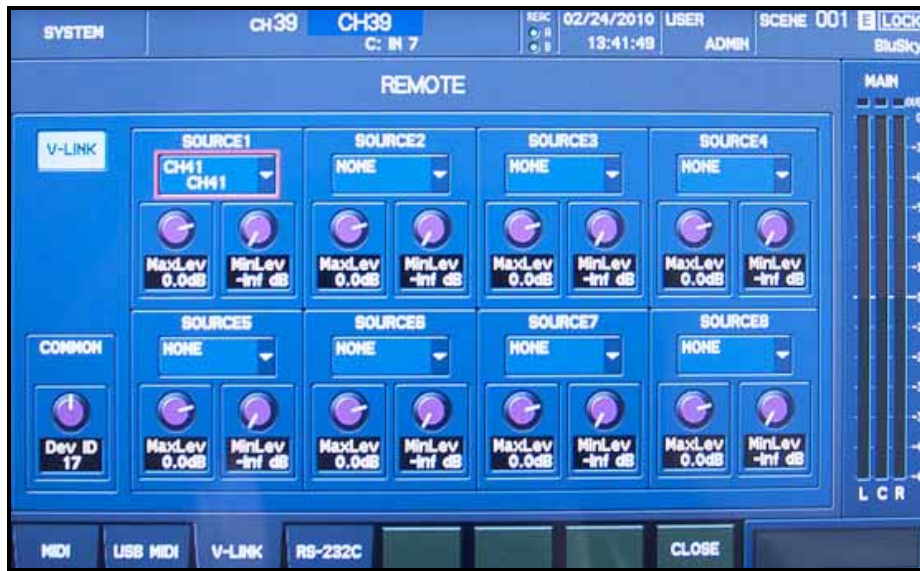 SYSTEM
CH39 CH39
C: IN 7
REAC
A
B
02/24/2010
13:41:49
USER
ADMIN
SCENE 001 E LOCK
BluSky
REMOTE
MAIN
V-LINK
SOURCE1 SOURCE2 SOURCE3 SOURCE4
CH41 NONE NONE NONE
CH41
MaxLev MinLev MaxLev MinLev MaxLev MinLev MaxLev MinLev
0.0dB -Inf dB 0.0dB -Inf dB 0.0dB -Inf dB 0.0dB -Inf dB
SOURCE5 SOURCE6 SOURCE7 SOURCE8
COMMON
NONE NONE NONE NONE
Dev ID
17
MaxLev MinLev MaxLev MinLev MaxLev MinLev MaxLev MinLev
0.0dB -Inf dB 0.0dB -Inf dB 0.0dB -Inf dB 0.0dB -Inf dB
L C R
MIDI USB MIDI V-LINK RS-232C CLOSE